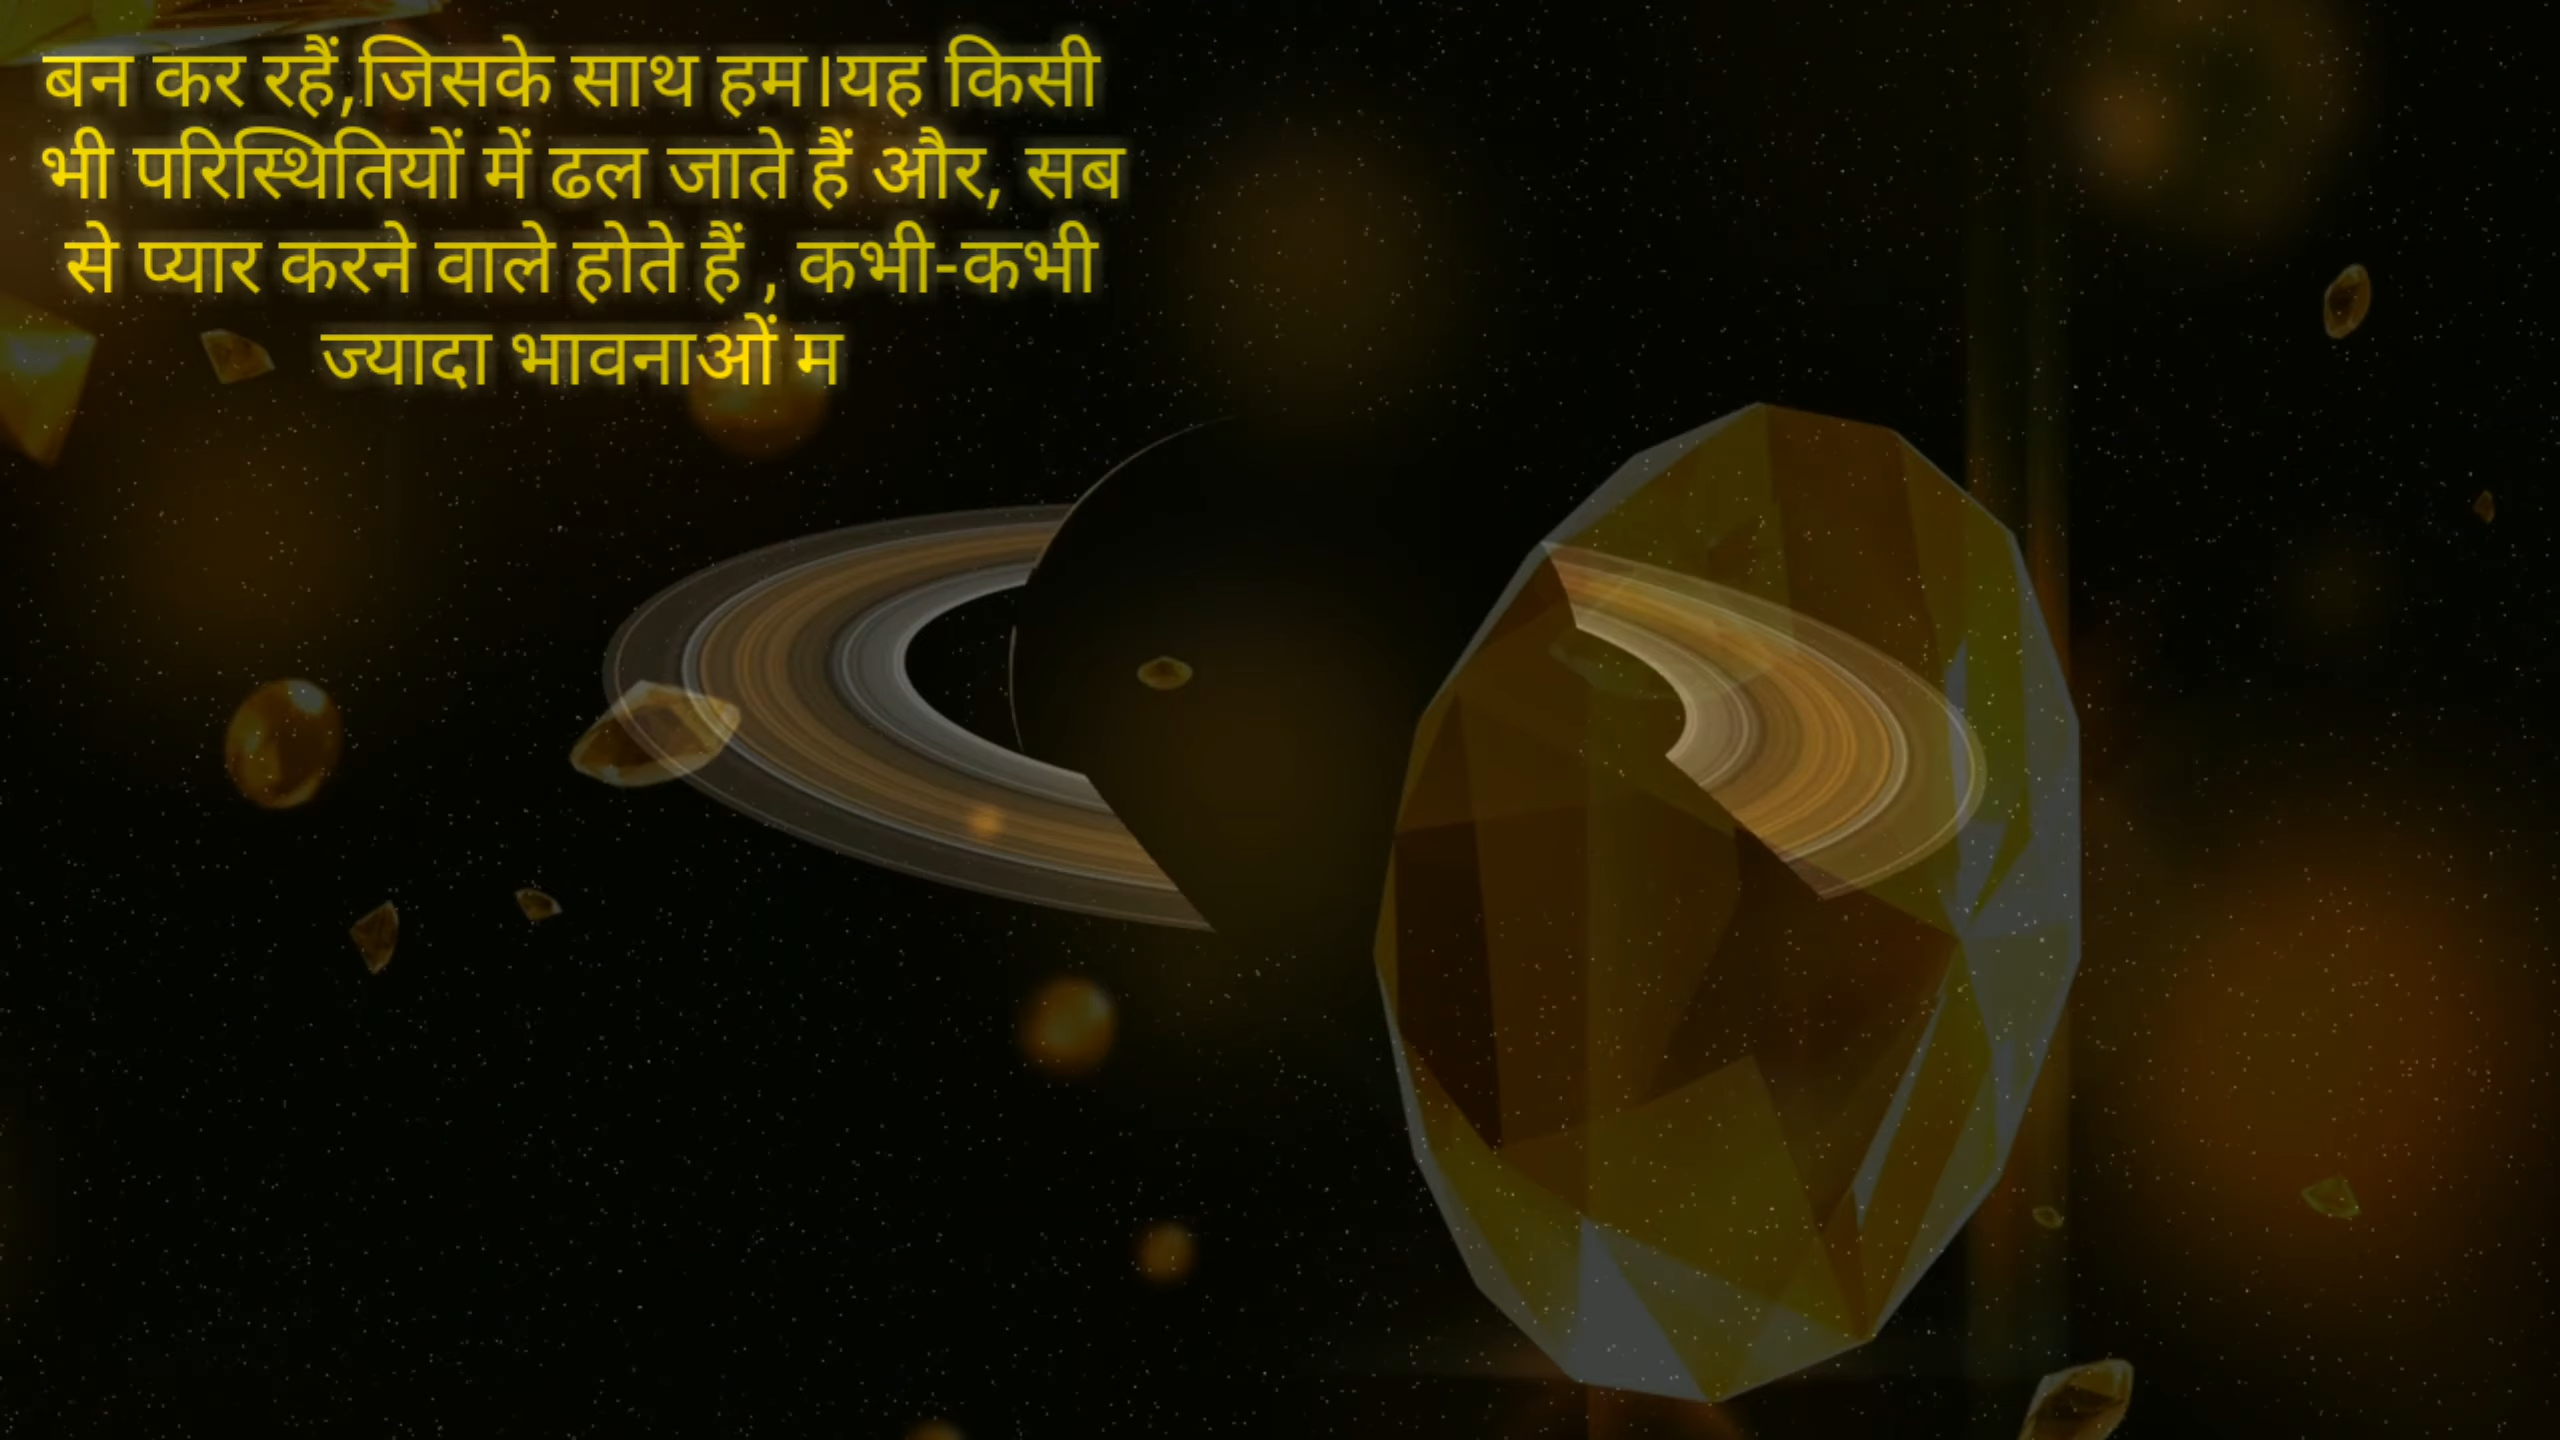 बन कर रहैं,जिसके साथ हम।यह किसी
भी परिस्थितियों में ढल जाते हैं और, सब
से प्यार करने वाले होते हैं , कभी-कभी
ज्यादा भावनाओं म